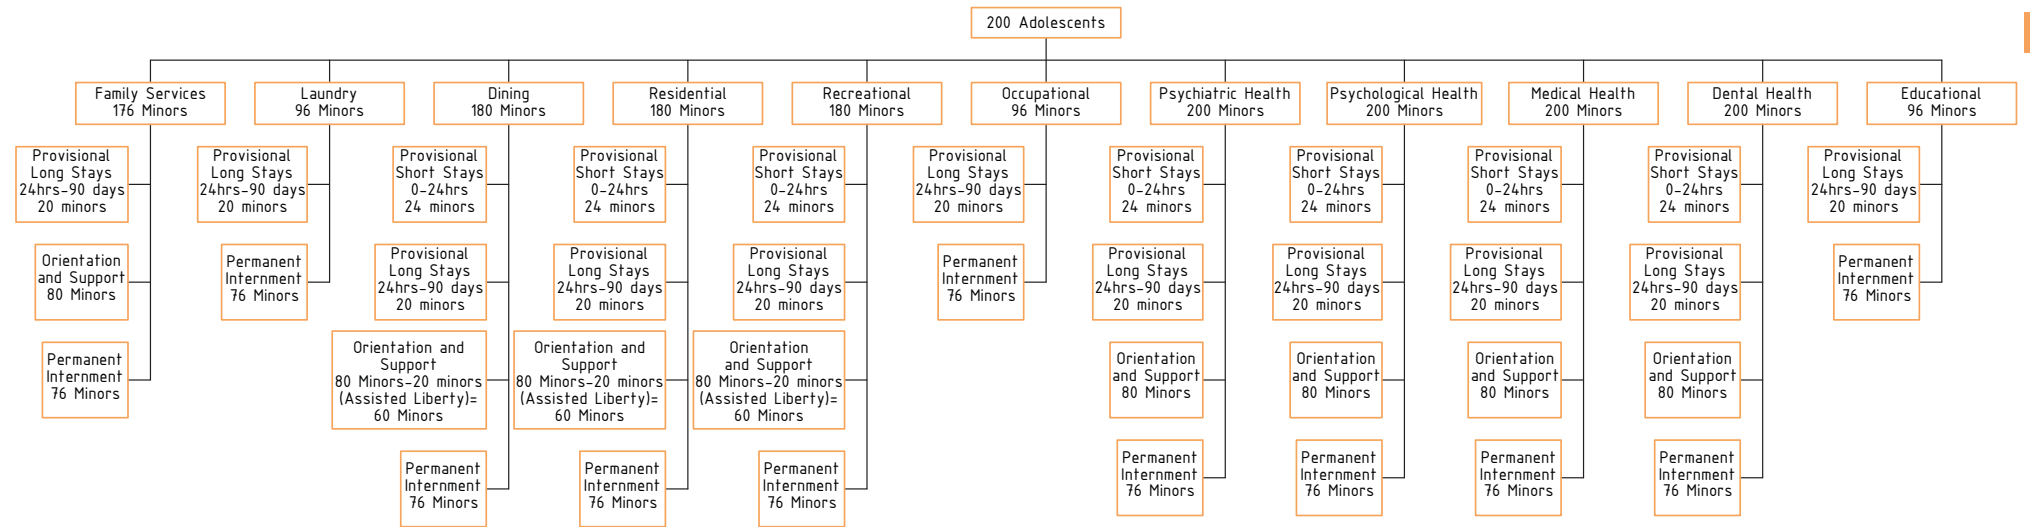 200 Adolescents
Family Services
176 Minors
Provisional
Long Stays
24hrs-90 days
20 minors
Orientation
and Support
80 Minors
Permanent
Internment
76 Minors
Laundry
96 Minors
Provisional
Long Stays
24hrs-90 days
20 minors
Permanent
Internment
76 Minors
Dining
180 Minors
Provisional
Short Stays
0-24hrs
24 minors
Provisional
Long Stays
24hrs-90 days
20 minors
Orientation and
Support
80 Minors-20 minors
(Assisted Liberty)=
60 Minors
Permanent
Internment
76 Minors
Residential
180 Minors
Provisional
Short Stays
0-24hrs
24 minors
Provisional
Long Stays
24hrs-90 days
20 minors
Orientation and
Support
80 Minors-20 minors
(Assisted Liberty)=
60 Minors
Permanent
Internment
76 Minors
Recreational
180 Minors
Provisional
Short Stays
0-24hrs
24 minors
Provisional
Long Stays
24hrs-90 days
20 minors
Orientation
and Support
80 Minors-20 minors
(Assisted Liberty)=
60 Minors
Permanent
Internment
76 Minors
Occupational
96 Minors
Provisional
Long Stays
24hrs-90 days
20 minors
Permanent
Internment
76 Minors
Psychiatric Health
200 Minors
Provisional
Short Stays
0-24hrs
24 minors
Provisional
Long Stays
24hrs-90 days
20 minors
Orientation
and Support
80 Minors
Permanent
Internment
76 Minors
Psychological Health
200 Minors
Provisional
Short Stays
0-24hrs
24 minors
Provisional
Long Stays
24hrs-90 days
20 minors
Orientation
and Support
80 Minors
Permanent
Internment
76 Minors
Medical Health
200 Minors
Provisional
Short Stays
0-24hrs
24 minors
Provisional
Long Stays
24hrs-90 days
20 minors
Orientation
and Support
80 Minors
Permanent
Internment
76 Minors
Dental Health
200 Minors
Provisional
Short Stays
0-24hrs
24 minors
Provisional
Long Stays
24hrs-90 days
20 minors
Orientation
and Support
80 Minors
Permanent
Internment
76 Minors
Educational
96 Minors
Provisional
Long Stays
24hrs-90 days
20 minors
Permanent
Internment
76 Minors